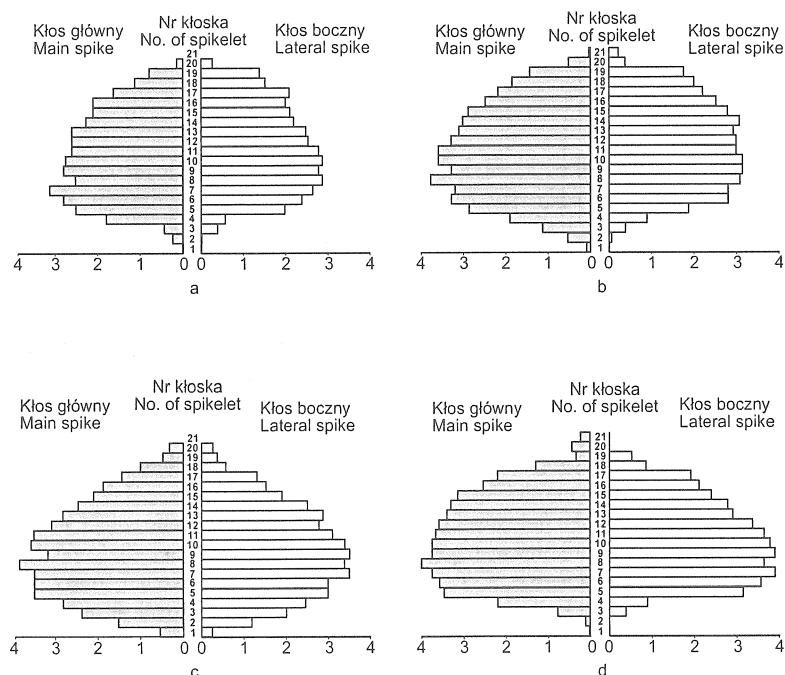 Kłos główny
Main spike
Nr kłoska
No. of spikelet
Kłos boczny
Lateral spike
21
20
19
18
17
16
15
14
13
12
11
10
9
8
7
6
5
4
3
2
1
4 3 2 1 0 0 1 2 3 4
a
Kłos główny
Main spike
Nr kłoska
No. of spikelet
Kłos boczny
Lateral spike
21
20
19
18
17
16
15
14
13
12
11
10
9
8
7
6
5
4
3
2
1
4 3 2 1 0 0 1 2 3 4
b
Kłos główny
Main spike
Nr kłoska
No. of spikelet
Kłos boczny
Lateral spike
21
20
19
18
17
16
15
14
13
12
11
10
9
8
7
6
5
4
3
2
1
4 3 2 1 0 0 1 2 3 4
c
Kłos główny
Main spike
Nr kłoska
No. of spikelet
Kłos boczny
Lateral spike
21
20
19
18
17
16
15
14
13
12
11
10
9
8
7
6
5
4
3
2
1
4 3 2 1 0 0 1 2 3 4
d